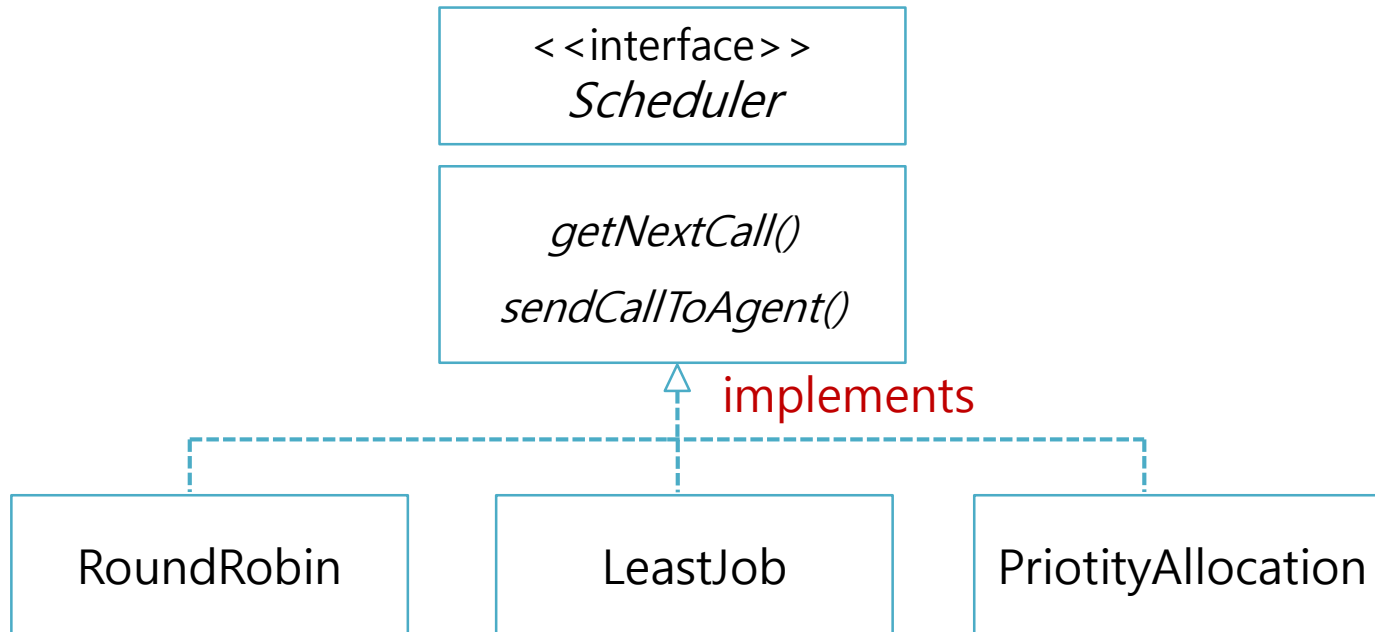 <<interface>>
Scheduler
getNextCall()
sendCallToAgent()
implements
RoundRobin
LeastJob
PriotityAllocation